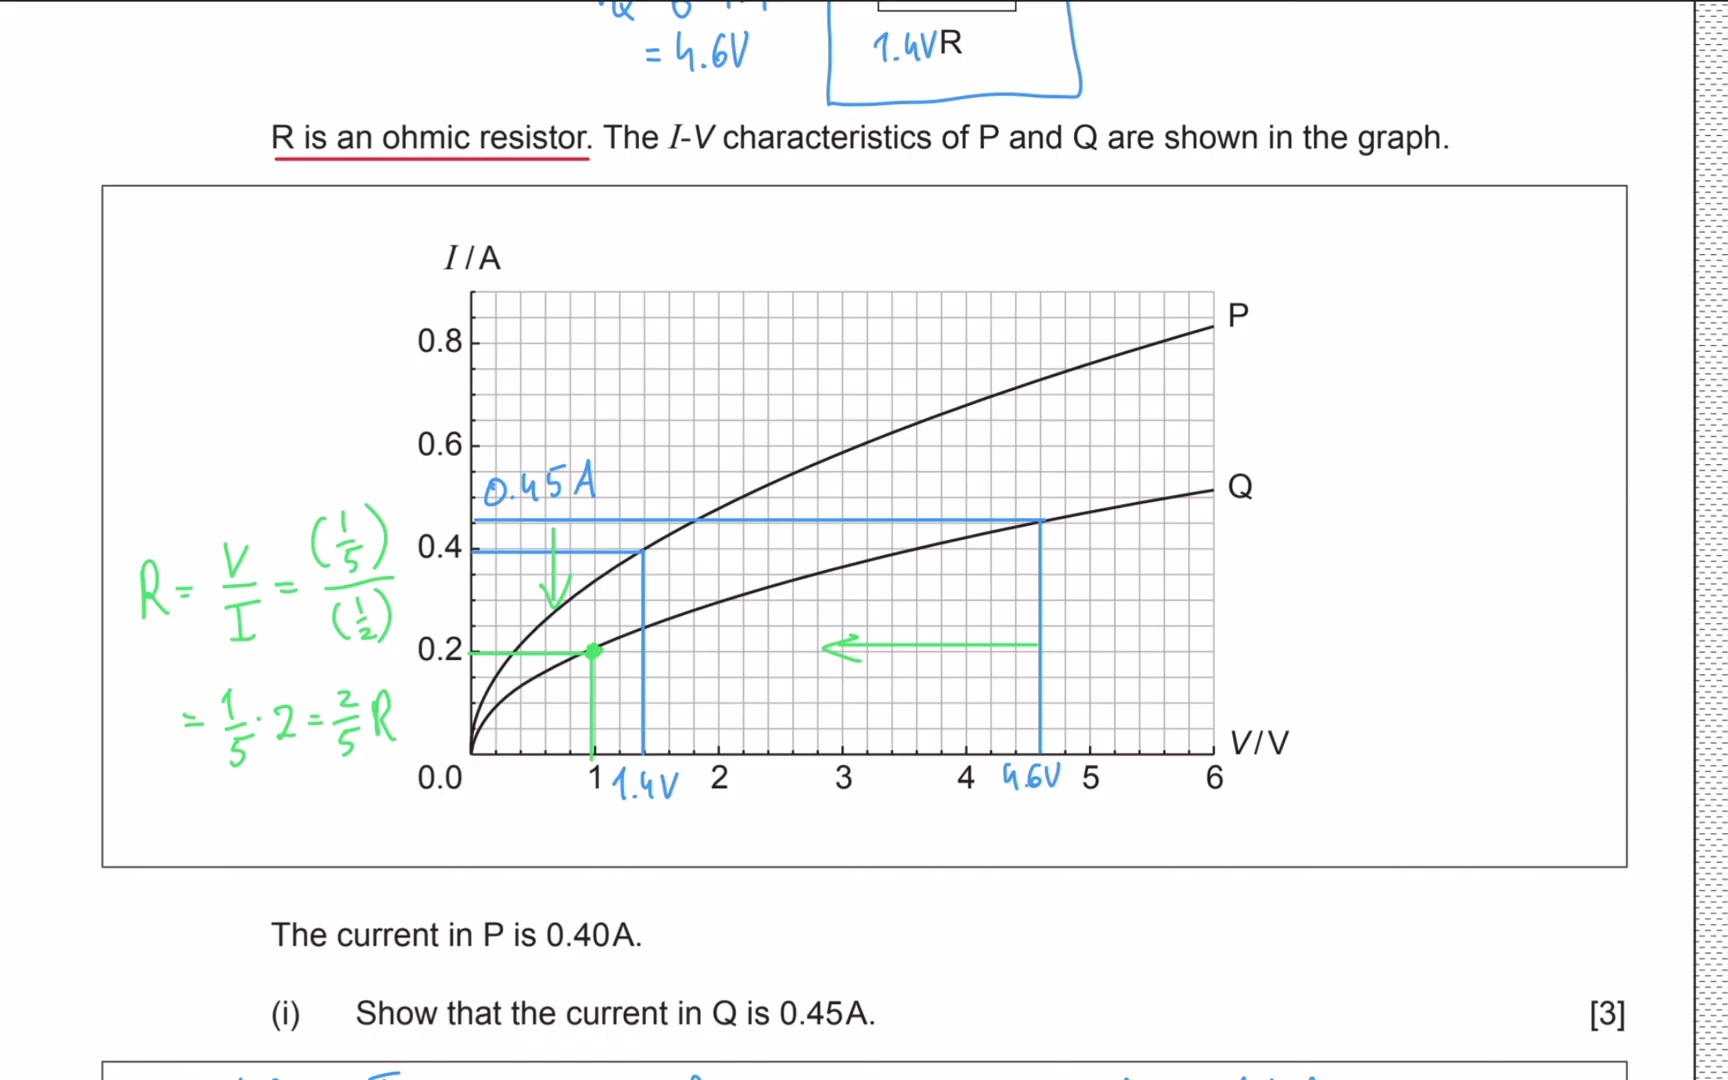 = 4.6V
1.4V R
R is an ohmic resistor. The I-V characteristics of P and Q are shown in the graph.
I / A
P
0.8
0.6
0.45A
Q
R = V/I = (1/5)/(1/2)
0.4
0.2
= 1/5 · 2 = 2/5 R
V/V
0.0 1 1.4V 2 3 4 4.6V 5 6
The current in P is 0.40A.
(i) Show that the current in Q is 0.45A. [3]